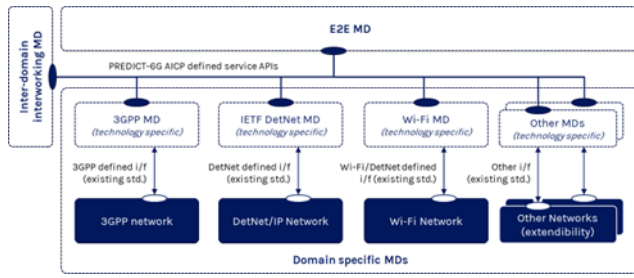 E2E MD
Inter-domain
interworking MD
PREDICT-6G AICP defined service APIs
3GPP MD
(technology specific)
IETF DetNet MD
(technology specific)
Wi-Fi MD
(technology specific)
Other MDs
(technology specific)
3GPP defined i/f
(existing std.)
DetNet defined i/f
(existing std.)
Wi-Fi/DetNet defined
i/f (existing std.)
Other i/f
(existing std.)
3GPP network
DetNet/IP Network
Wi-Fi Network
Other Networks
(extendibility)
Domain specific MDs